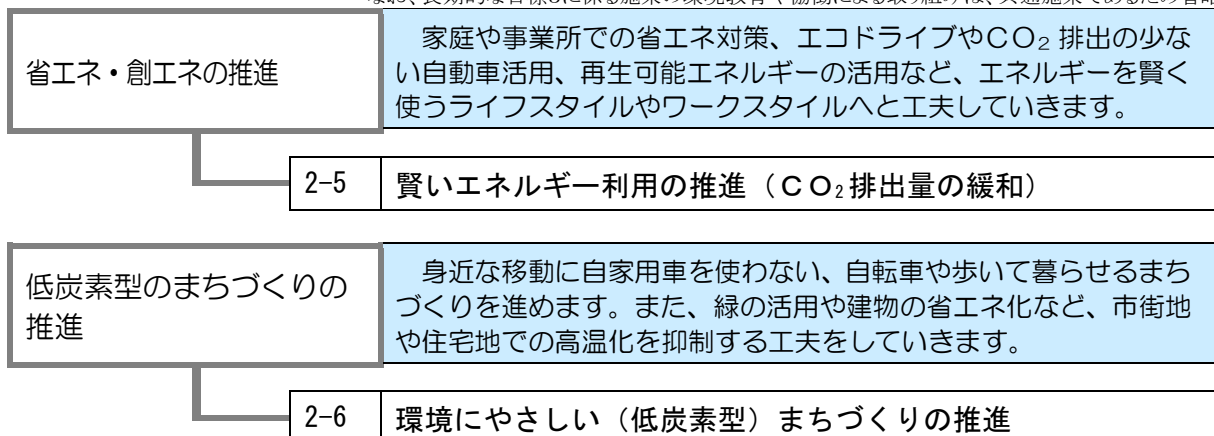 省エネ・創エネの推進
家庭や事業所での省エネ対策、エコドライブやCO₂排出の少な
い自動車活用、再生可能エネルギーの活用など、エネルギーを賢く
使うライフスタイルやワークスタイルへと工夫していきます。
2-5 賢いエネルギー利用の推進（CO₂排出量の緩和）
低炭素型のまちづくりの
推進
身近な移動に自家用車を使わない、自転車や歩いて暮らせるまち
づくりを進めます。また、緑の活用や建物の省エネ化など、市街地
や住宅地での高温化を抑制する工夫をしていきます。
2-6 環境にやさしい（低炭素型）まちづくりの推進